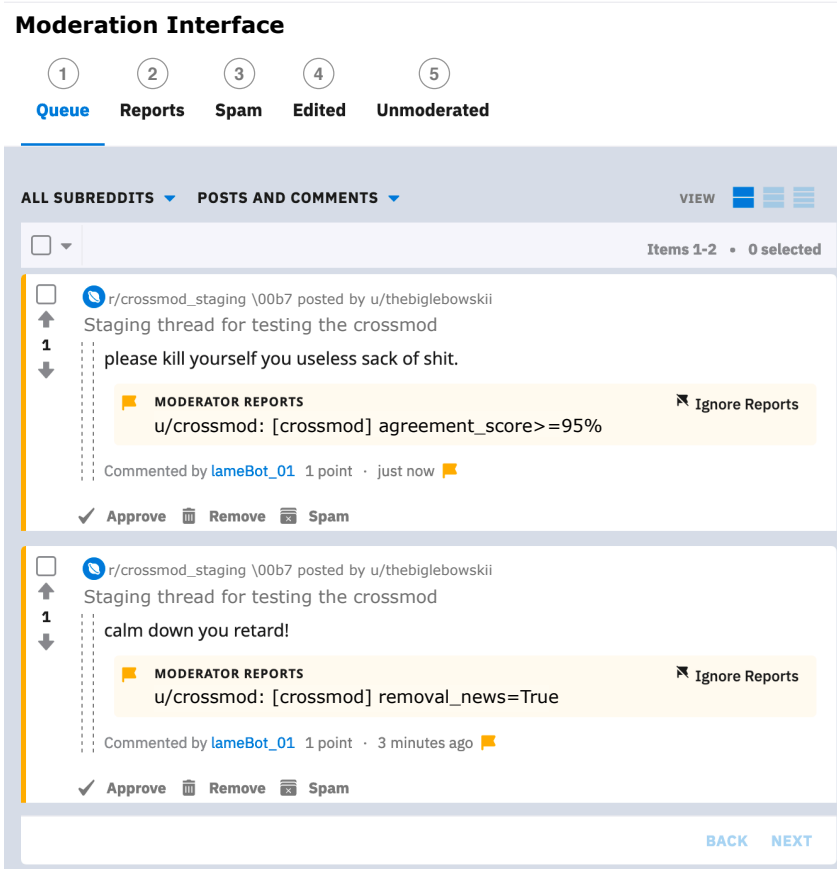 Moderation Interface
1 2 3 4 5
Queue Reports Spam Edited Unmoderated
ALL SUBREDDITS POSTS AND COMMENTS VIEW
Items 1-2 • 0 selected
r/crossmod_staging \00b7 posted by u/thebiglebowskii
Staging thread for testing the crossmod
1
please kill yourself you useless sack of shit.
MODERATOR REPORTS
Ignore Reports
u/crossmod: [crossmod] agreement_score>=95%
Commented by lameBot_01 1 point · just now
Approve Remove Spam
r/crossmod_staging \00b7 posted by u/thebiglebowskii
Staging thread for testing the crossmod
1
calm down you retard!
MODERATOR REPORTS
Ignore Reports
u/crossmod: [crossmod] removal_news=True
Commented by lameBot_01 1 point · 3 minutes ago
Approve Remove Spam
BACK NEXT